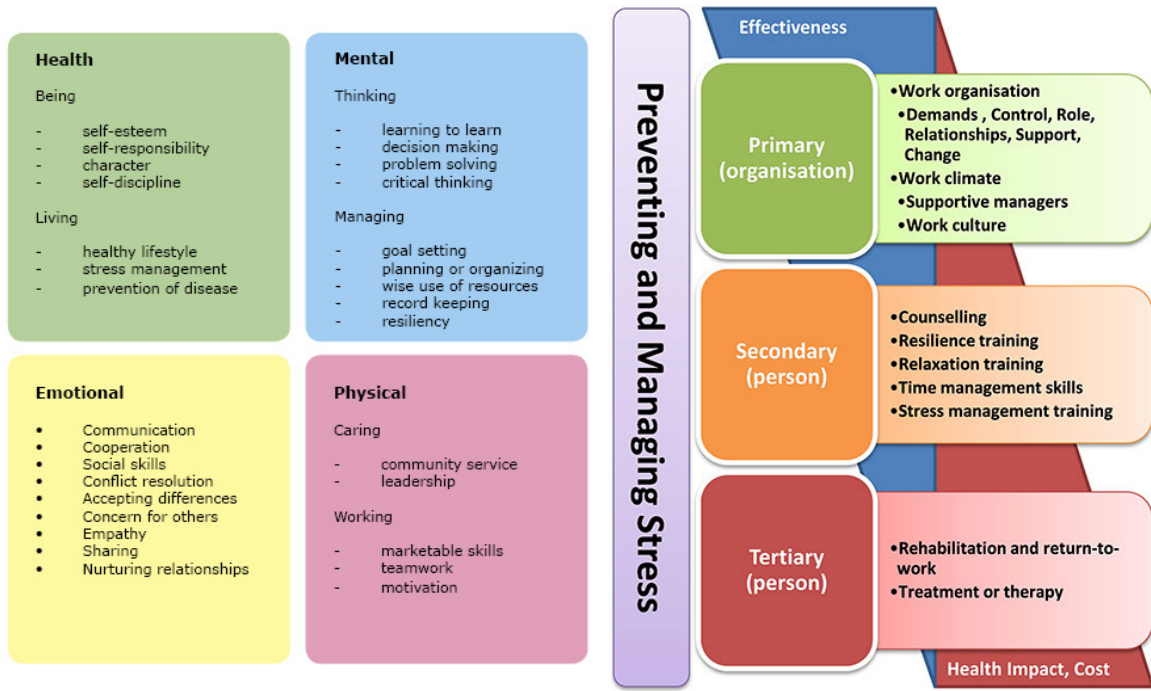 Health
Being
- self-esteem
- self-responsibility
- character
- self-discipline
Living
- healthy lifestyle
- stress management
- prevention of disease
Mental
Thinking
- learning to learn
- decision making
- problem solving
- critical thinking
Managing
- goal setting
- planning or organizing
- wise use of resources
- record keeping
- resiliency
Emotional
• Communication
• Cooperation
• Social skills
• Conflict resolution
• Accepting differences
• Concern for others
• Empathy
• Sharing
• Nurturing relationships
Physical
Caring
- community service
- leadership
Working
- marketable skills
- teamwork
- motivation
Preventing and Managing Stress
Effectiveness
Primary
(organisation)
•Work organisation
•Demands , Control, Role,
Relationships, Support,
Change
•Work climate
•Supportive managers
•Work culture
Secondary
(person)
•Counselling
•Resilience training
•Relaxation training
•Time management skills
•Stress management training
Tertiary
(person)
•Rehabilitation and return-to-
work
•Treatment or therapy
Health Impact, Cost